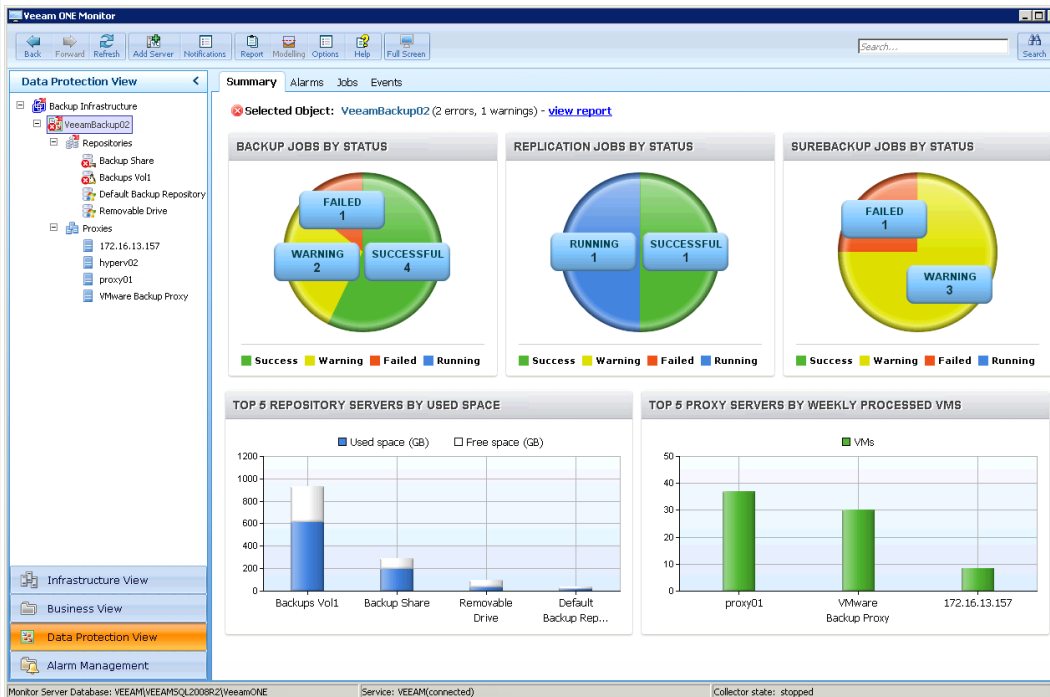 Veeam ONE Monitor
Back Forward Refresh Add Server Notifications Report Modelling Options Help Full Screen
Search...
Search
Data Protection View
Summary Alarms Jobs Events
Backup Infrastructure
VeeamBackup02
Repositories
Backup Share
Backups Vol1
Default Backup Repository
Removable Drive
Proxies
172.16.13.157
hyperv02
proxy01
VMware Backup Proxy
Infrastructure View
Business View
Data Protection View
Alarm Management
Selected Object: VeeamBackup02 (2 errors, 1 warnings) - view report
BACKUP JOBS BY STATUS
FAILED
1
WARNING
2
SUCCESSFUL
4
Success Warning Failed Running
REPLICATION JOBS BY STATUS
RUNNING
1
SUCCESSFUL
1
Success Warning Failed Running
SUREBACKUP JOBS BY STATUS
FAILED
1
WARNING
3
Success Warning Failed Running
TOP 5 REPOSITORY SERVERS BY USED SPACE
Used space (GB) Free space (GB)
1200
1000
800
600
400
200
0
Backups Vol1
Backup Share
Removable
Drive
Default
Backup Rep...
TOP 5 PROXY SERVERS BY WEEKLY PROCESSED VMS
VMs
50
40
30
20
10
0
proxy01
VMware
Backup Proxy
172.16.13.157
Monitor Server Database: VEEAM\VEEAMSQL2008R2\VeeamONE
Service: VEEAM(connected)
Collector state: stopped